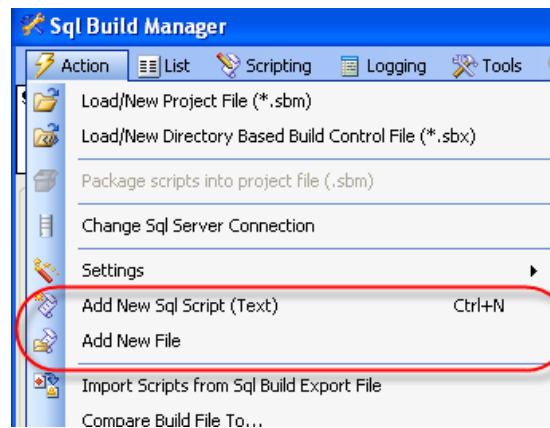 Sql Build Manager
Action List Scripting Logging Tools
Load/New Project File (*.sbm)
Load/New Directory Based Build Control File (*.sbx)
Package scripts into project file (.sbm)
Change Sql Server Connection
Settings
Add New Sql Script (Text) Ctrl+N
Add New File
Import Scripts from Sql Build Export File
Compare Build File To...